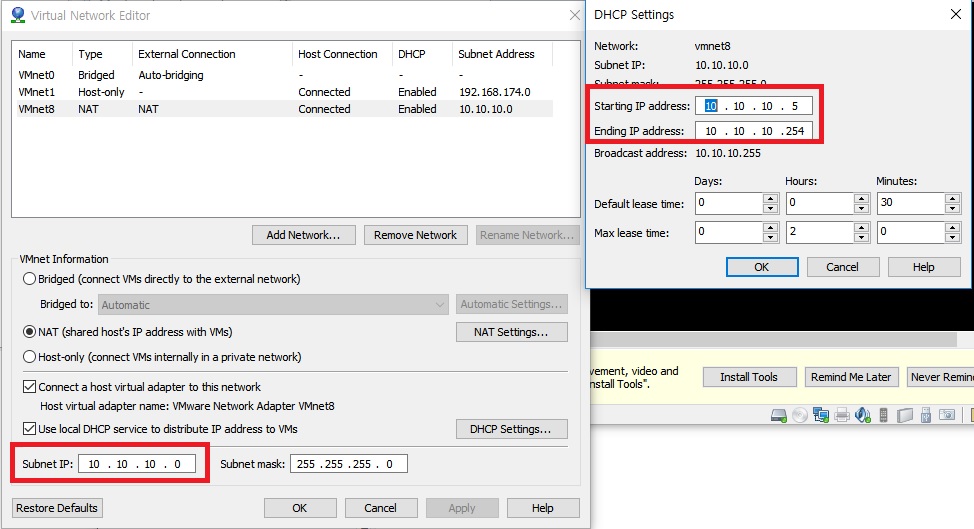 Virtual Network Editor
Name Type External Connection Host Connection DHCP Subnet Address
VMnet0 Bridged Auto-bridging - - -
VMnet1 Host-only - Connected Enabled 192.168.174.0
VMnet8 NAT NAT Connected Enabled 10.10.10.0
Add Network... Remove Network Rename Network...
VMnet Information
Bridged (connect VMs directly to the external network)
Bridged to: Automatic Automatic Settings...
NAT (shared host's IP address with VMs) NAT Settings...
Host-only (connect VMs internally in a private network)
Connect a host virtual adapter to this network
Host virtual adapter name: VMware Network Adapter VMnet8
Use local DHCP service to distribute IP address to VMs DHCP Settings...
Subnet IP: 10 . 10 . 10 . 0 Subnet mask: 255 .255 .255 . 0
Restore Defaults OK Cancel Apply Help
DHCP Settings
Network: vmnet8
Subnet IP: 10.10.10.0
Subnet mask: 255.255.255.0
Starting IP address: 10 . 10 . 10 . 5
Ending IP address: 10 . 10 . 10 .254
Broadcast address: 10.10.10.255
Days: Hours: Minutes:
Default lease time: 0 0 30
Max lease time: 0 2 0
OK Cancel Help
vement, video and
nstall Tools".
Install Tools Remind Me Later Never Remin